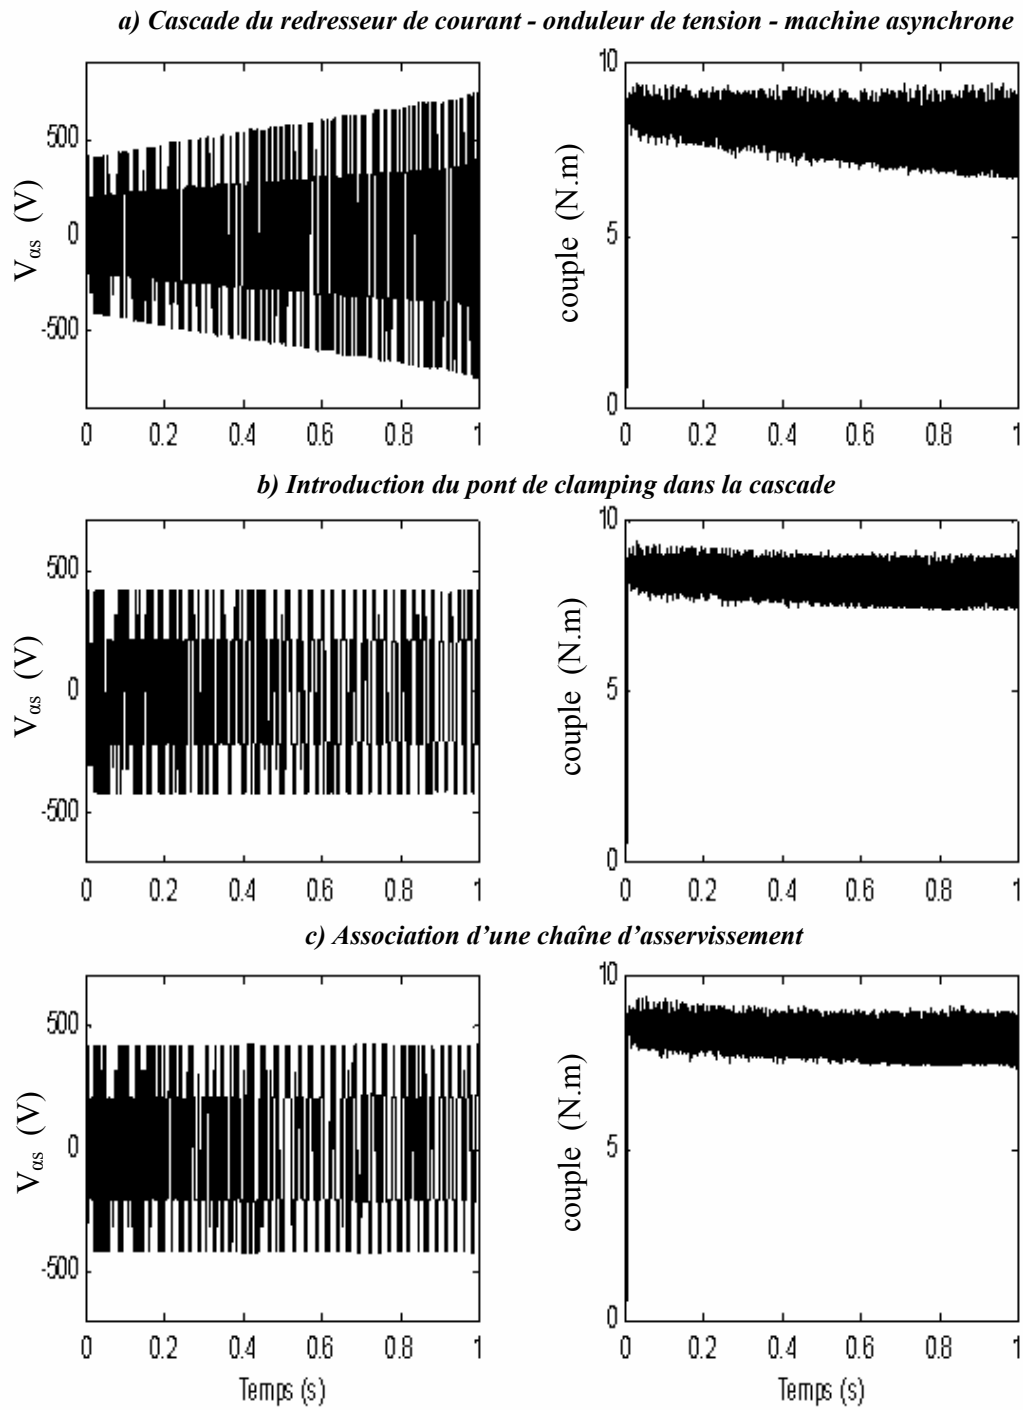 a) Cascade du redresseur de courant - onduleur de tension - machine asynchrone
Vαs (V)
500
0
-500
0 0.2 0.4 0.6 0.8 1
couple (N.m)
10
5
0
0 0.2 0.4 0.6 0.8 1
b) Introduction du pont de clamping dans la cascade
Vαs (V)
500
0
-500
0 0.2 0.4 0.6 0.8 1
couple (N.m)
10
5
0
0 0.2 0.4 0.6 0.8 1
c) Association d’une chaîne d’asservissement
Vαs (V)
500
0
-500
0 0.2 0.4 0.6 0.8 1
Temps (s)
couple (N.m)
10
5
0
0 0.2 0.4 0.6 0.8 1
Temps (s)